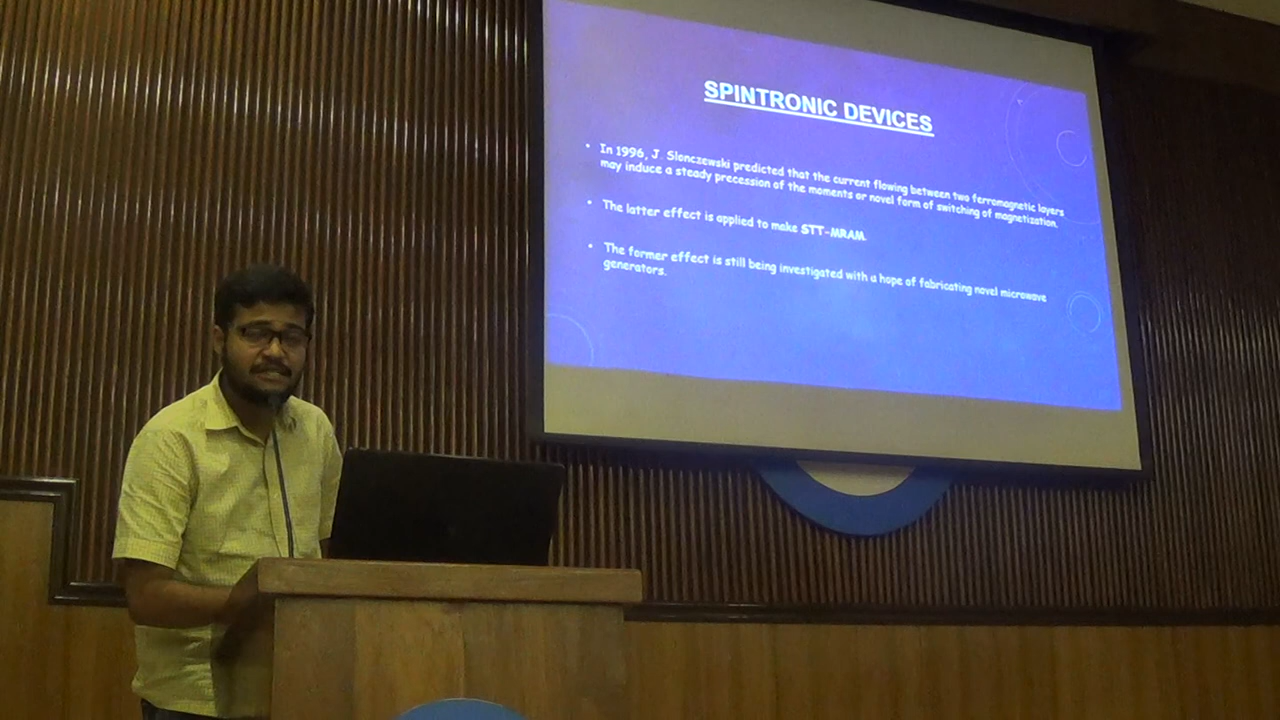 SPINTRONIC DEVICES
• In 1996, J. Slonczewski predicted that the current flowing between two ferromagnetic layers
may induce a steady precession of the moments or novel form of switching of magnetization.
• The latter effect is applied to make STT-MRAM.
• The former effect is still being investigated with a hope of fabricating novel microwave
generators.